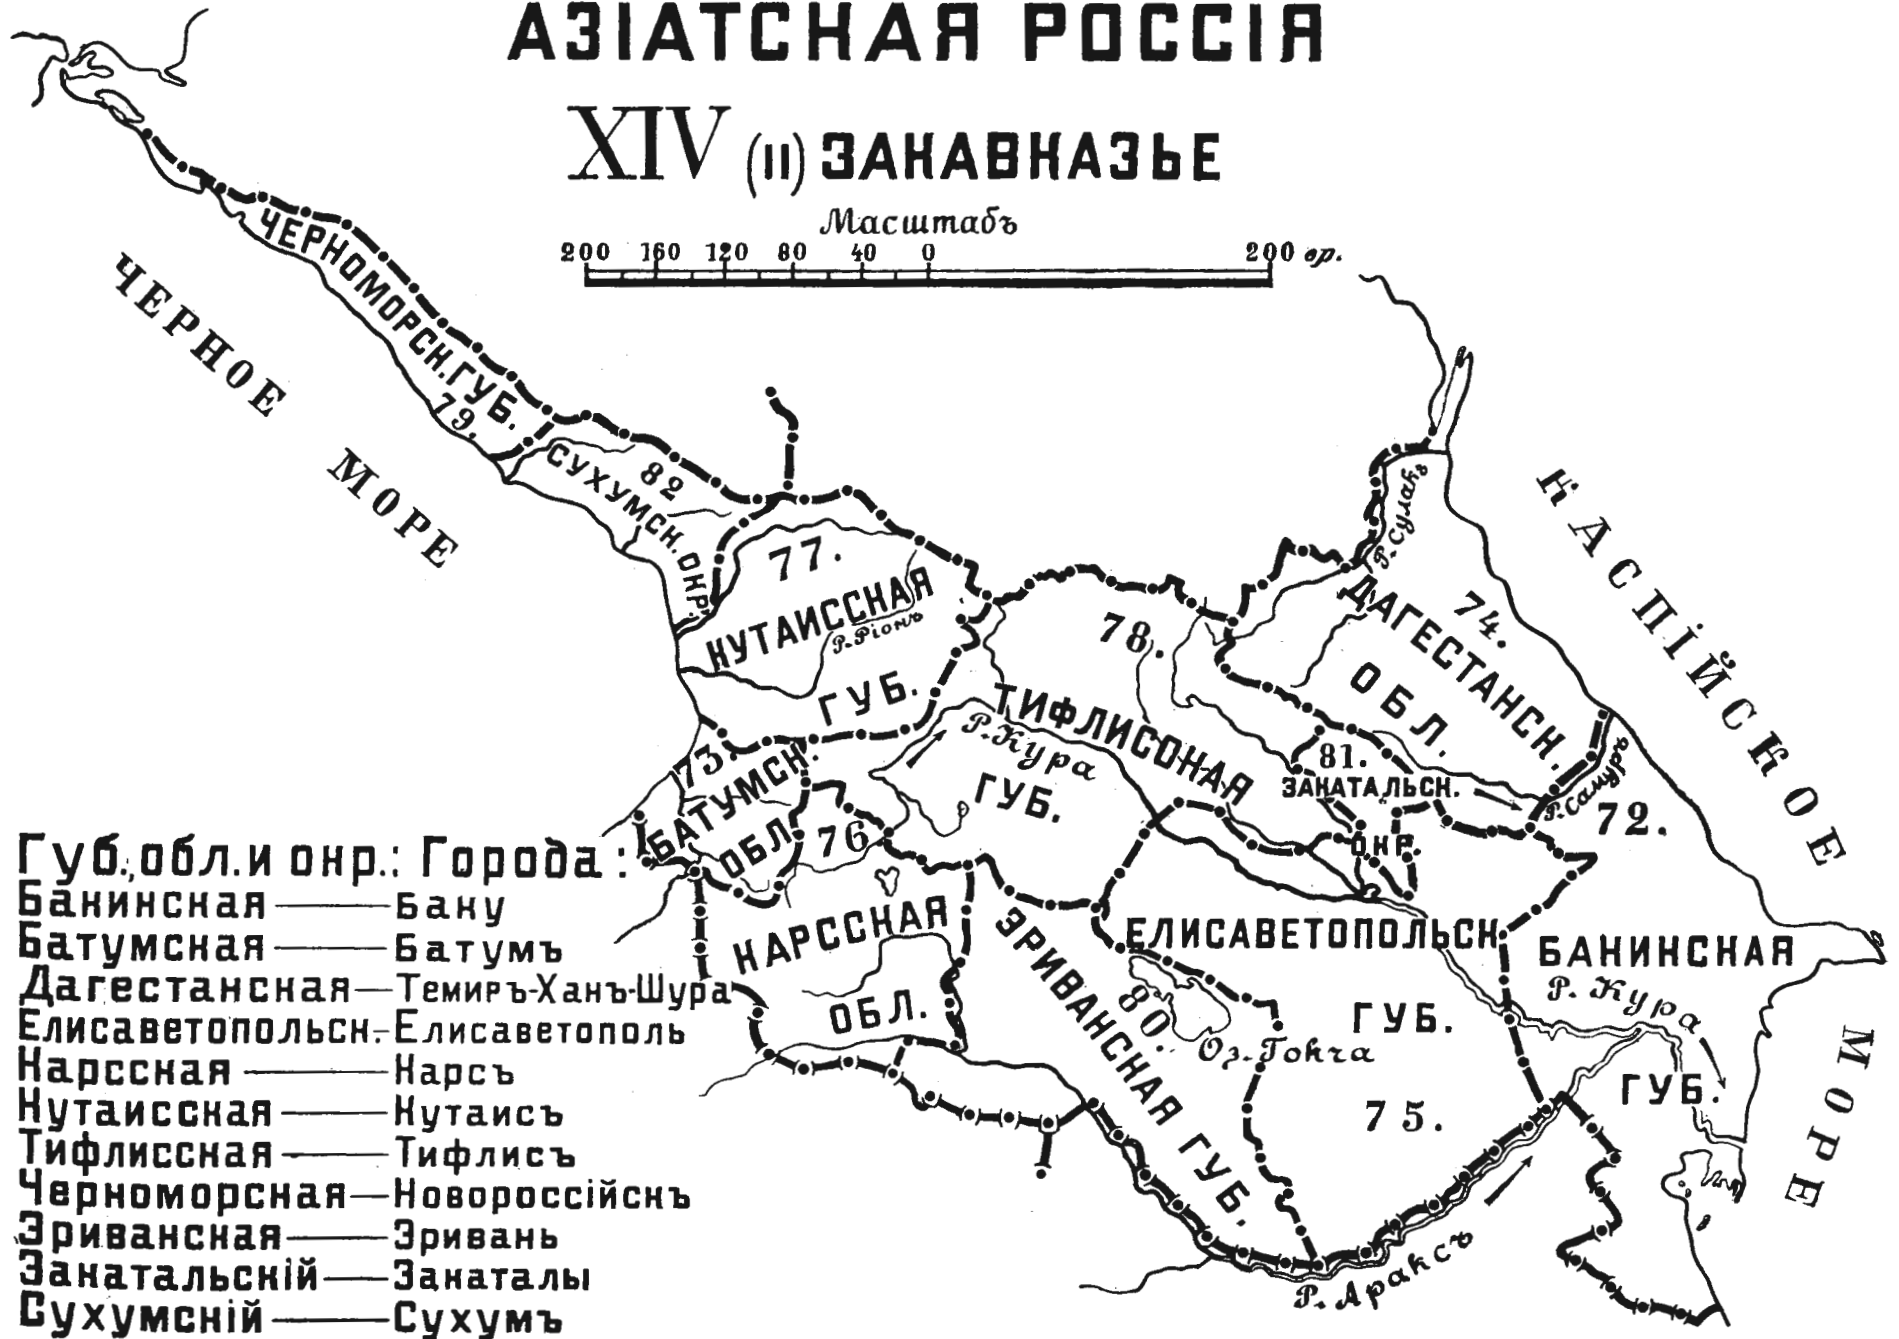 АЗІАТСКАЯ РОССІЯ
XIV (II) ЗАКАВКАЗЬЕ
Масштабъ
200 160 120 80 40 0 200 вр.
ЧЕРНОЕ МОРЕ
ЧЕРНОМОРСК. ГУБ.
79.
СУХУМСК. ОКР.
82
77.
КУТАИССКАЯ
Р. Ріонъ
ГУБ.
78.
ТИФЛИССКАЯ
ГУБ.
Р. Кура
Р. Сулакъ
74.
ДАГЕСТАНСК.
ОБЛ.
КАСПІЙСКОЕ МОРЕ
81.
ЗАКАТАЛЬСК.
ОКР.
Р. Самуръ
72.
73.
БАТУМСК.
ОБЛ.
76
КАРССКАЯ
ОБЛ.
ЭРИВАНСКАЯ ГУБ.
80.
Оз. Гокча
ЕЛИСАВЕТОПОЛЬСК.
ГУБ.
75.
БАКИНСКАЯ
Р. Кура
ГУБ.
Р. Араксъ
Губ., обл. и окр.: Города:
Бакинская — Баку
Батумская — Батумъ
Дагестанская — Темиръ-Ханъ-Шура
Елисаветопольск. — Елисаветополь
Карсская — Карсъ
Кутаисская — Кутаисъ
Тифлисская — Тифлисъ
Черноморская — Новороссійскъ
Эриванская — Эривань
Закатальскій — Закаталы
Сухумскій — Сухумъ